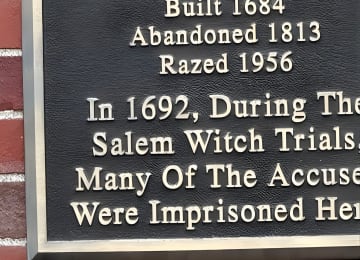 Built 1684
Abandoned 1813
Razed 1956
In 1692, During The
Salem Witch Trials,
Many Of The Accuse
Were Imprisoned Her